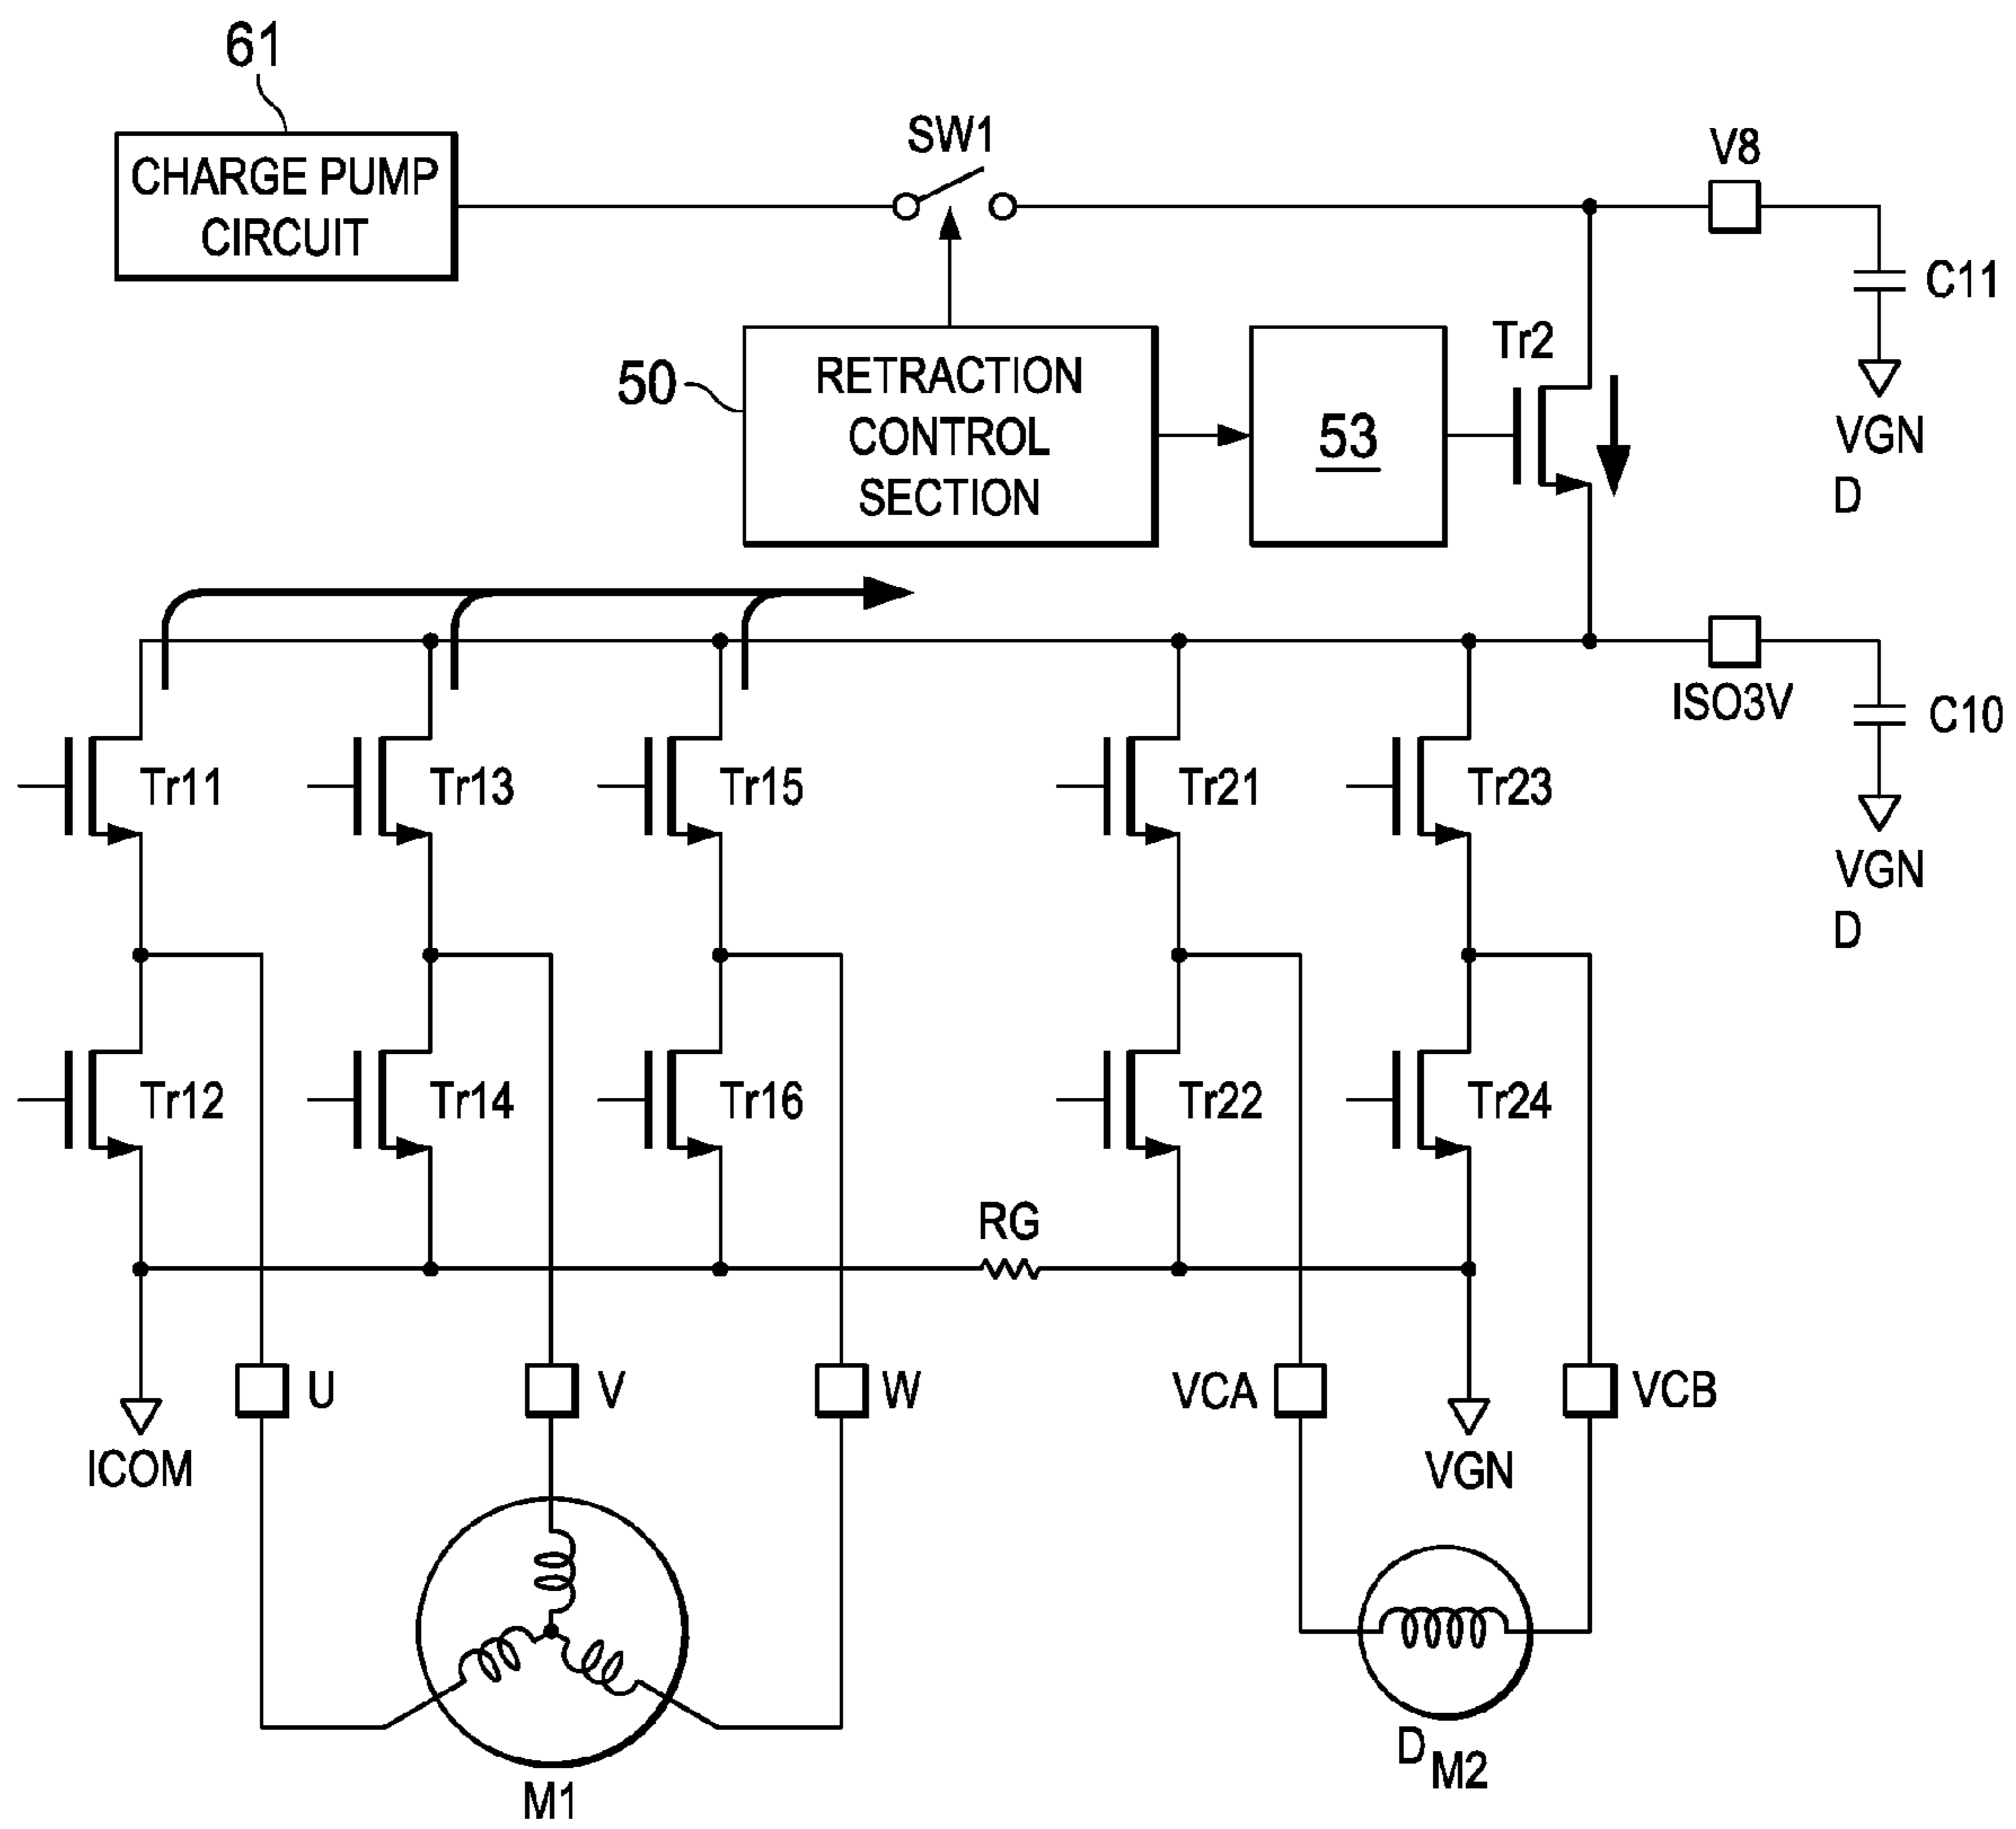 61
CHARGE PUMP
CIRCUIT
SW1
V8
C11
VGN
D
50
RETRACTION
CONTROL
SECTION
53
Tr2
ISO3V
C10
VGN
D
Tr11
Tr13
Tr15
Tr21
Tr23
Tr12
Tr14
Tr16
Tr22
Tr24
RG
U
V
W
VCA
VCB
ICOM
VGN
D
M2
M1